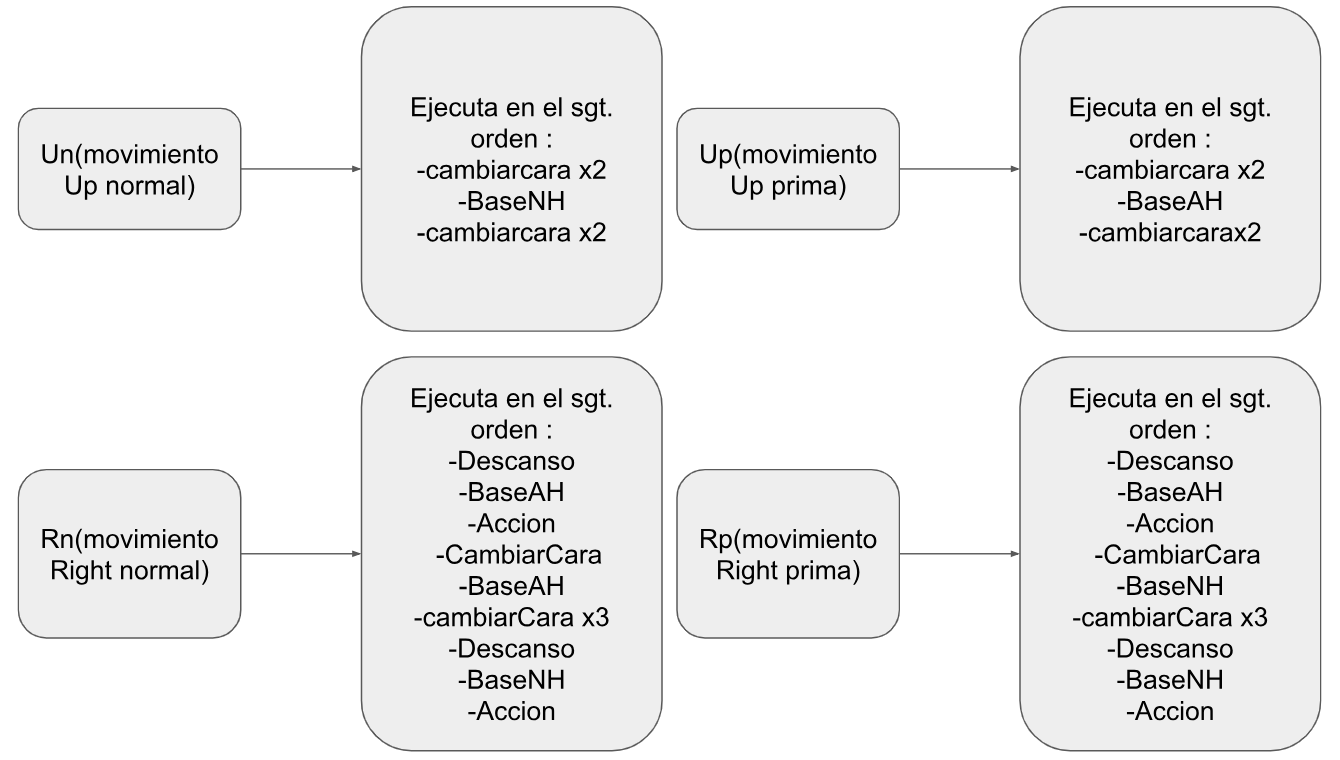 Un(movimiento
Up normal)
Ejecuta en el sgt.
orden :
-cambiarcara x2
-BaseNH
-cambiarcara x2
Up(movimiento
Up prima)
Ejecuta en el sgt.
orden :
-cambiarcara x2
-BaseAH
-cambiarcarax2
Rn(movimiento
Right normal)
Ejecuta en el sgt.
orden :
-Descanso
-BaseAH
-Accion
-CambiarCara
-BaseAH
-cambiarCara x3
-Descanso
-BaseNH
-Accion
Rp(movimiento
Right prima)
Ejecuta en el sgt.
orden :
-Descanso
-BaseAH
-Accion
-CambiarCara
-BaseNH
-cambiarCara x3
-Descanso
-BaseNH
-Accion